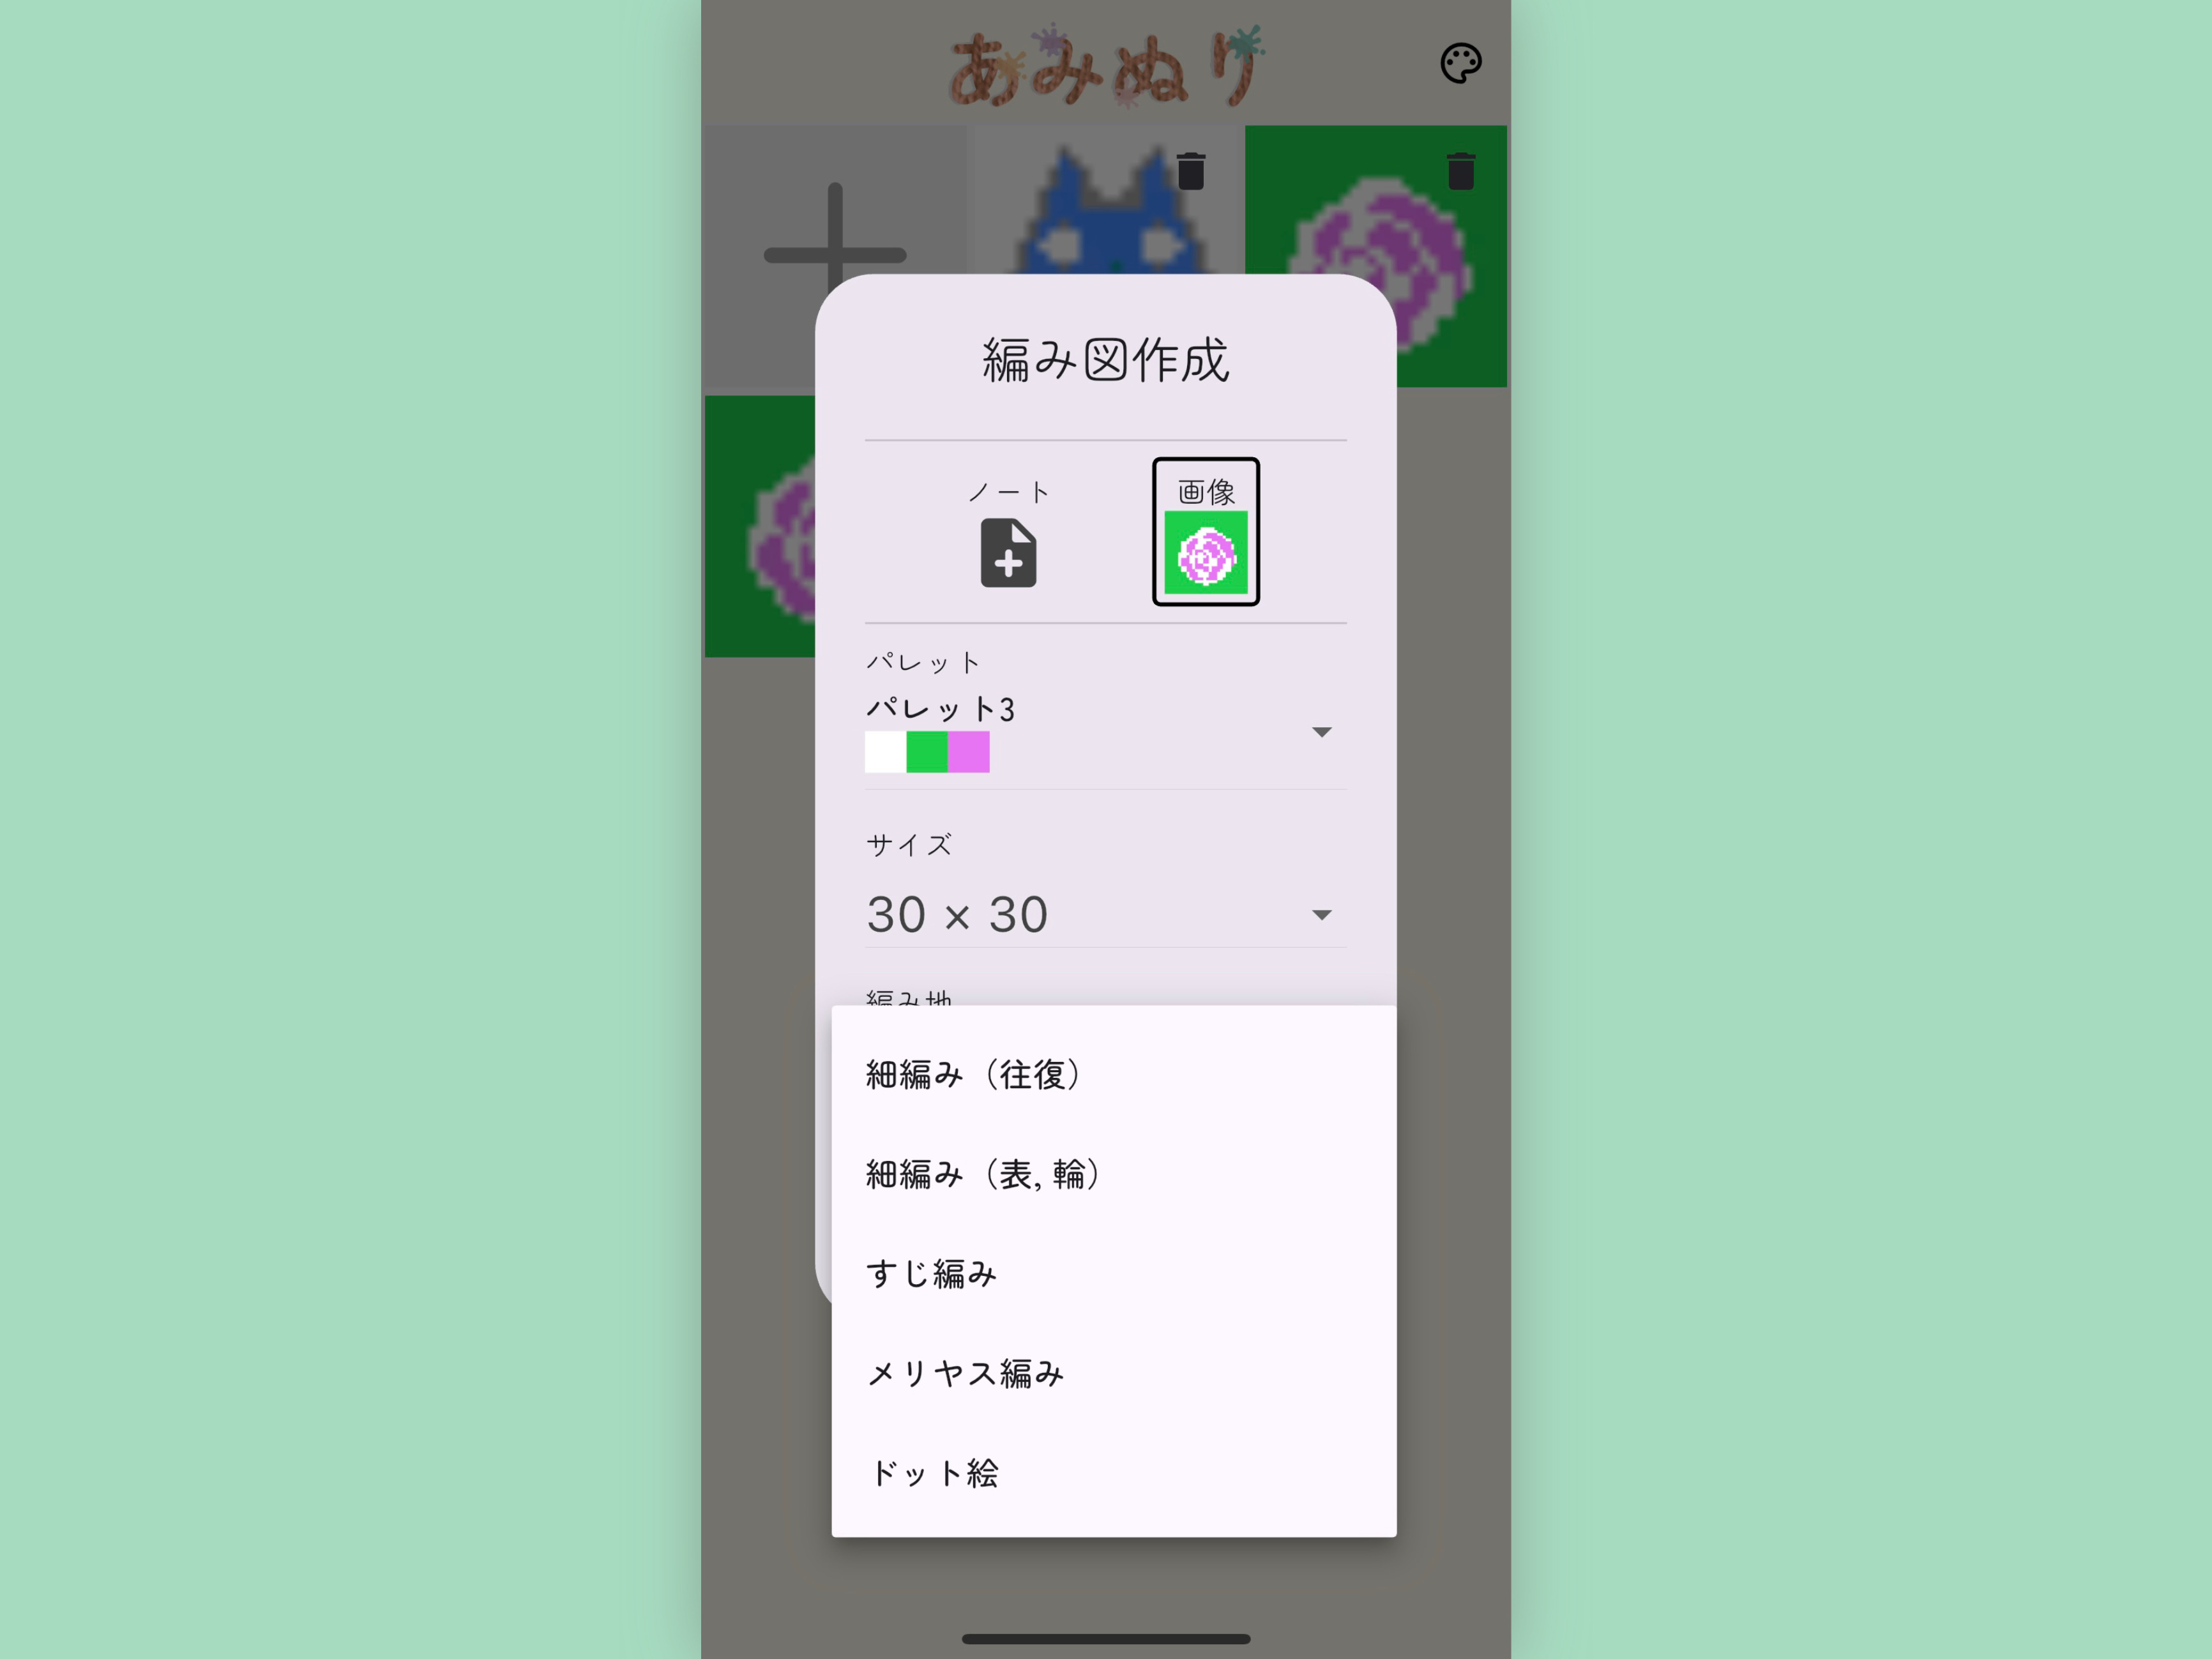 あみぬり
編み図作成
ノート
画像
パレット
パレット3
サイズ
30 × 30
編み地
細編み（往復）
細編み（表, 輪）
すじ編み
メリヤス編み
ドット絵